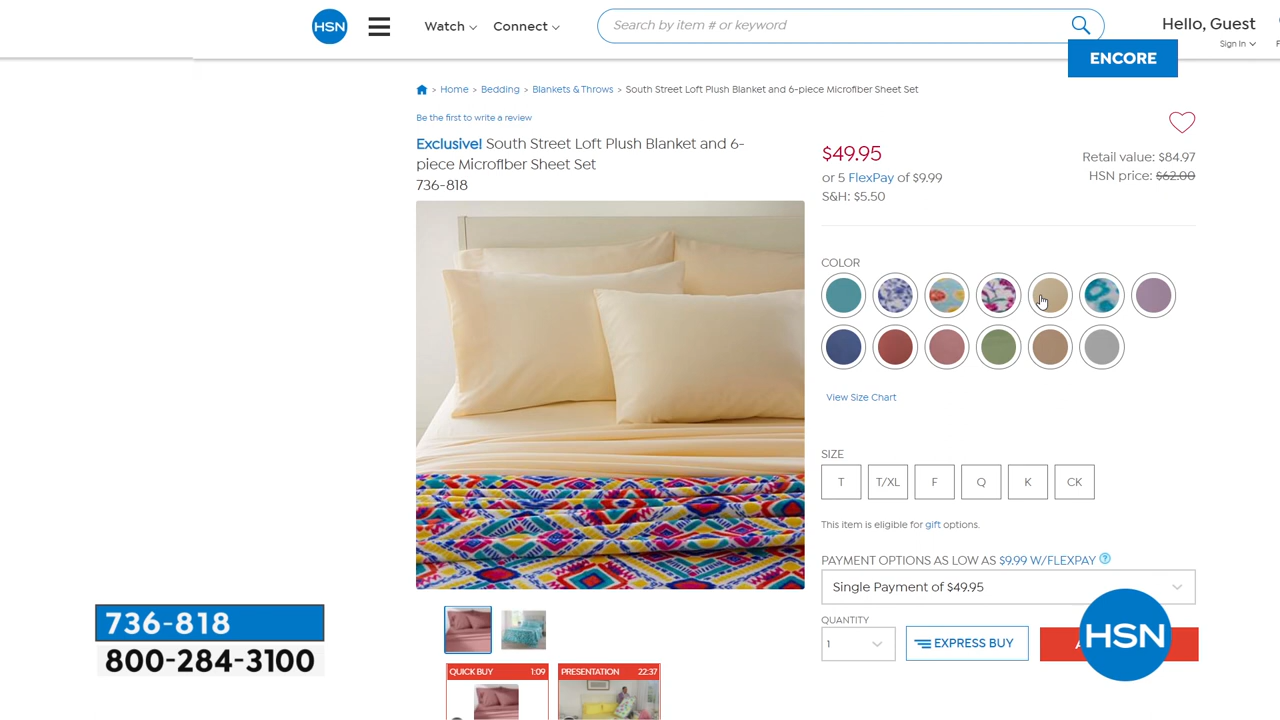 HSN
Watch
Connect
Search by item # or keyword
Hello, Guest
Sign In
ENCORE
Home > Bedding > Blankets & Throws > South Street Loft Plush Blanket and 6-piece Microfiber Sheet Set
Be the first to write a review
Exclusive! South Street Loft Plush Blanket and 6-
piece Microfiber Sheet Set
736-818
$49.95
or 5 FlexPay of $9.99
S&H: $5.50
Retail value: $84.97
HSN price: $62.00
COLOR
View Size Chart
SIZE
T
T/XL
F
Q
K
CK
This item is eligible for gift options.
PAYMENT OPTIONS AS LOW AS $9.99 W/FLEXPAY ?
Single Payment of $49.95
QUANTITY
1
EXPRESS BUY
HSN
736-818
800-284-3100
QUICK BUY 1:09
PRESENTATION 22:37